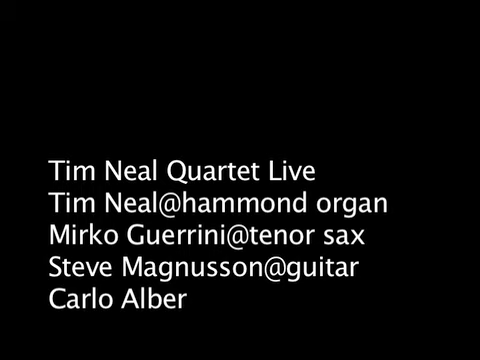 Tim Neal Quartet Live
Tim Neal@hammond organ
Mirko Guerrini@tenor sax
Steve Magnusson@guitar
Carlo Alber